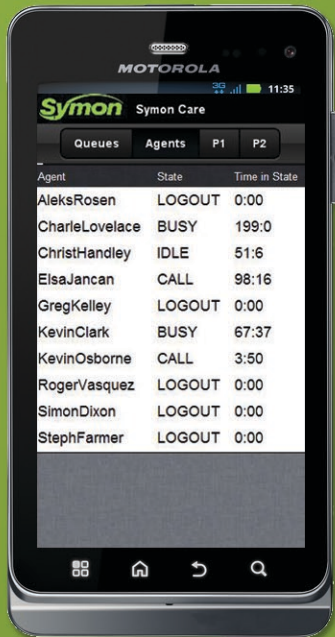 MOTOROLA
3G 11:35
Symon Symon Care
Queues Agents P1 P2
Agent State Time in State
AleksRosen LOGOUT 0:00
CharleLovelace BUSY 199:0
ChristHandley IDLE 51:6
ElsaJancan CALL 98:16
GregKelley LOGOUT 0:00
KevinClark BUSY 67:37
KevinOsborne CALL 3:50
RogerVasquez LOGOUT 0:00
SimonDixon LOGOUT 0:00
StephFarmer LOGOUT 0:00